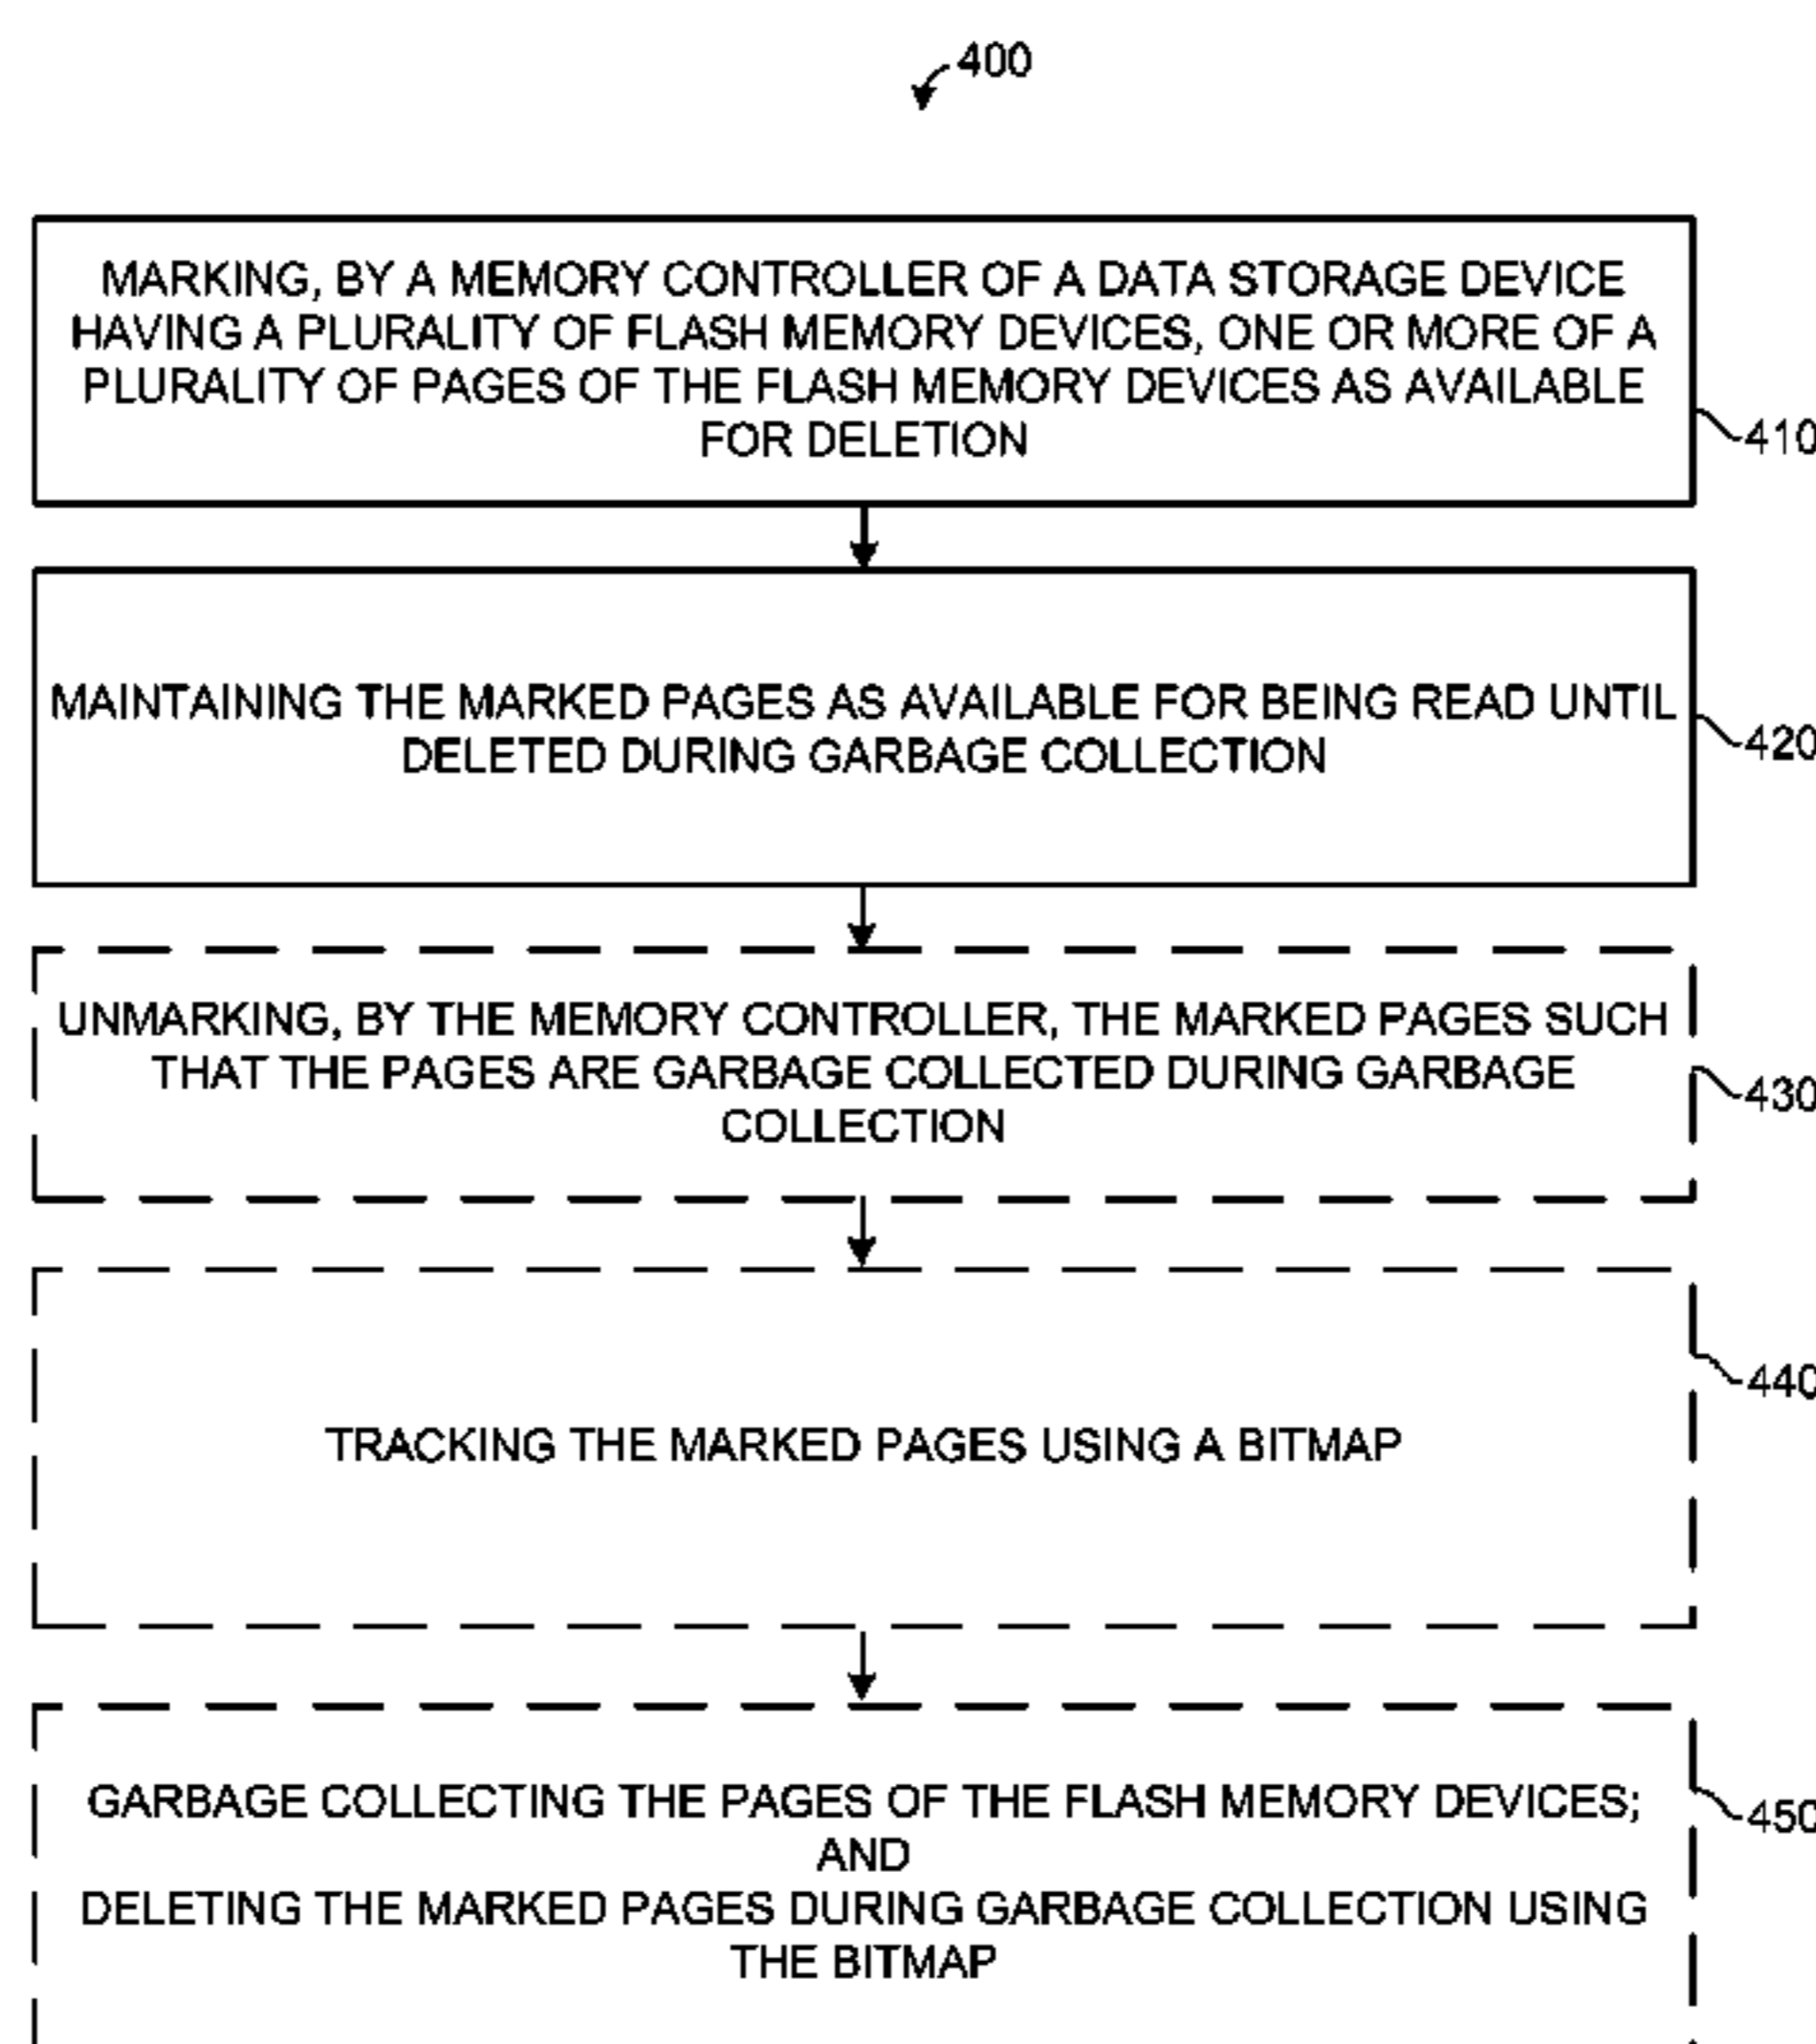 400
MARKING, BY A MEMORY CONTROLLER OF A DATA STORAGE DEVICE
HAVING A PLURALITY OF FLASH MEMORY DEVICES, ONE OR MORE OF A
PLURALITY OF PAGES OF THE FLASH MEMORY DEVICES AS AVAILABLE
FOR DELETION
410
MAINTAINING THE MARKED PAGES AS AVAILABLE FOR BEING READ UNTIL
DELETED DURING GARBAGE COLLECTION
420
UNMARKING, BY THE MEMORY CONTROLLER, THE MARKED PAGES SUCH
THAT THE PAGES ARE GARBAGE COLLECTED DURING GARBAGE
COLLECTION
430
TRACKING THE MARKED PAGES USING A BITMAP
440
GARBAGE COLLECTING THE PAGES OF THE FLASH MEMORY DEVICES;
AND
DELETING THE MARKED PAGES DURING GARBAGE COLLECTION USING
THE BITMAP
450